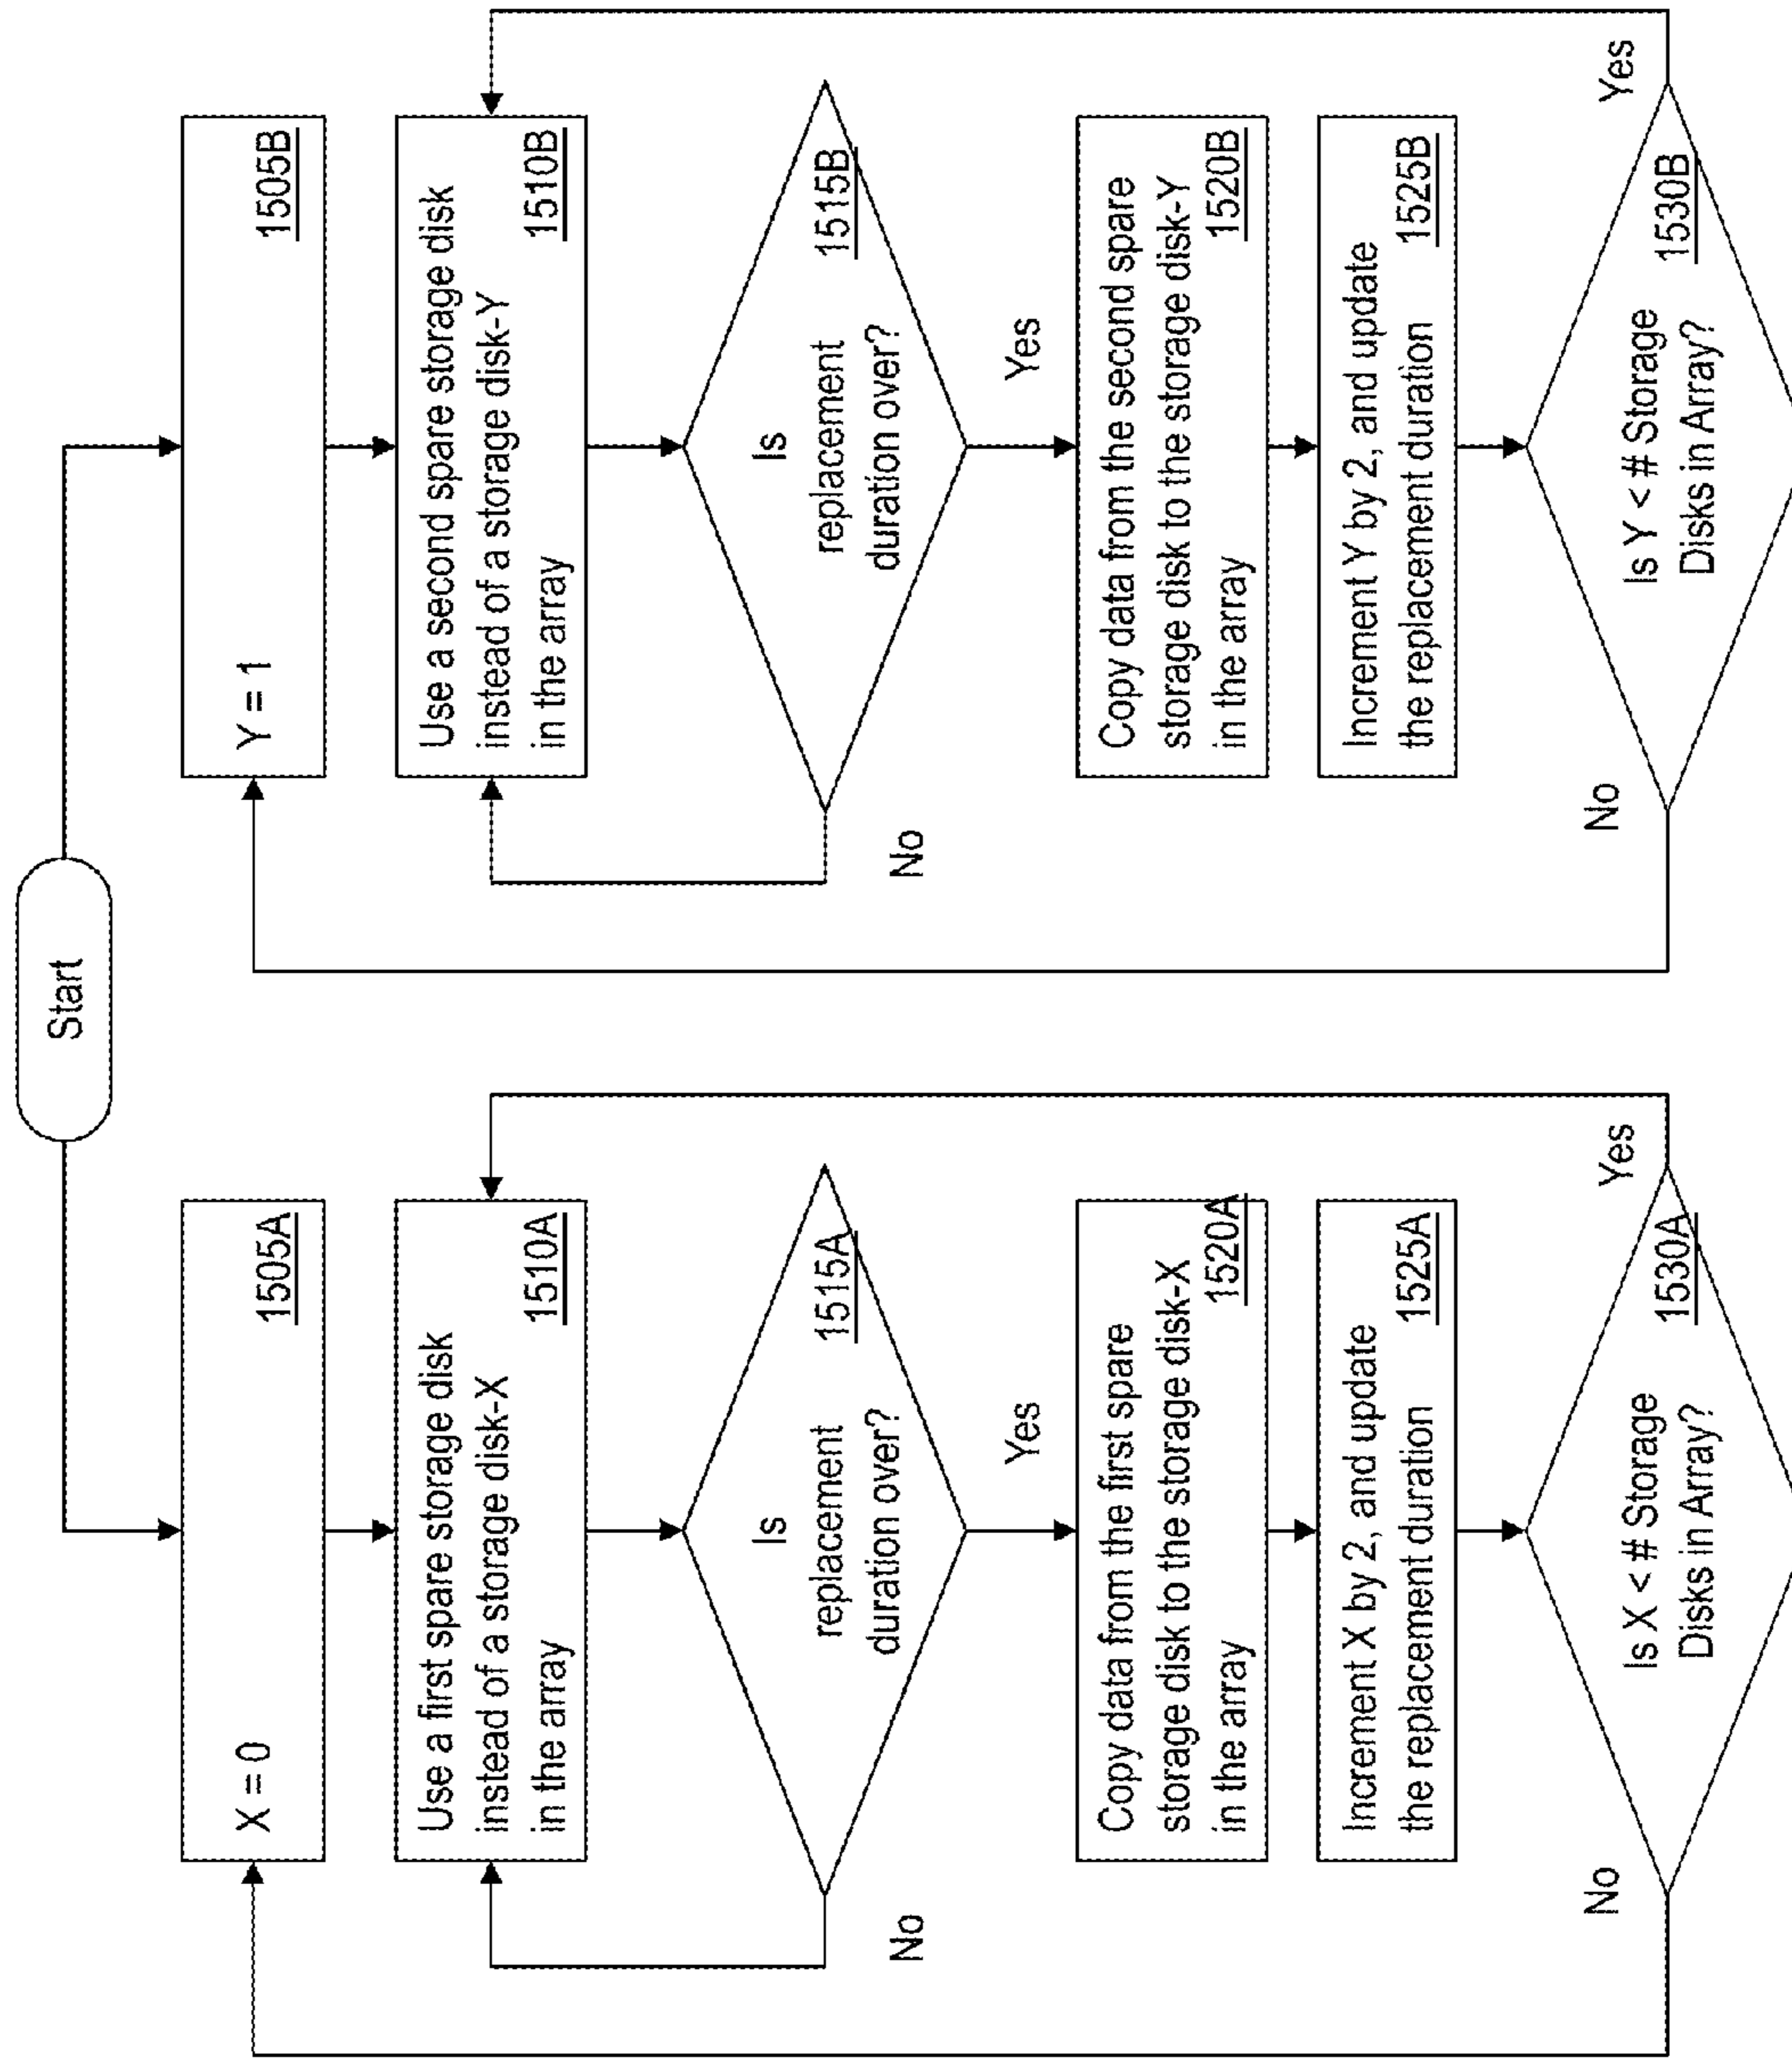 Start
X = 0
1505A
Use a first spare storage disk
instead of a storage disk-X
in the array
1510A
Is
replacement
duration over?
1515A
No
Yes
Copy data from the first spare
storage disk to the storage disk-X
in the array
1520A
Increment X by 2, and update
the replacement duration
1525A
Is X < # Storage
Disks in Array?
1530A
No
Yes
Y = 1
1505B
Use a second spare storage disk
instead of a storage disk-Y
in the array
1510B
Is
replacement
duration over?
1515B
No
Yes
Copy data from the second spare
storage disk to the storage disk-Y
in the array
1520B
Increment Y by 2, and update
the replacement duration
1525B
Is Y < # Storage
Disks in Array?
1530B
No
Yes